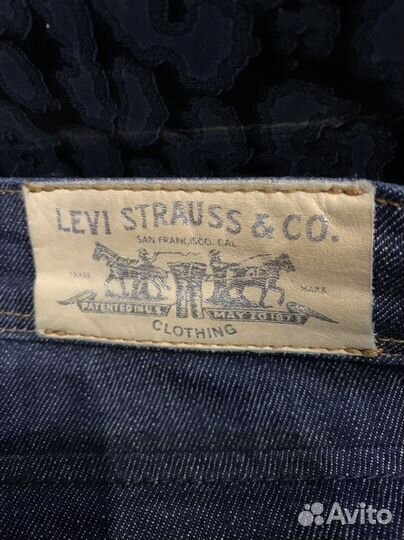 LEVI STRAUSS & CO.
SAN FRANCISCO, CAL
TRADE MARK
PATENTED IN U.S. MAY 20 1873
CLOTHING
Avito